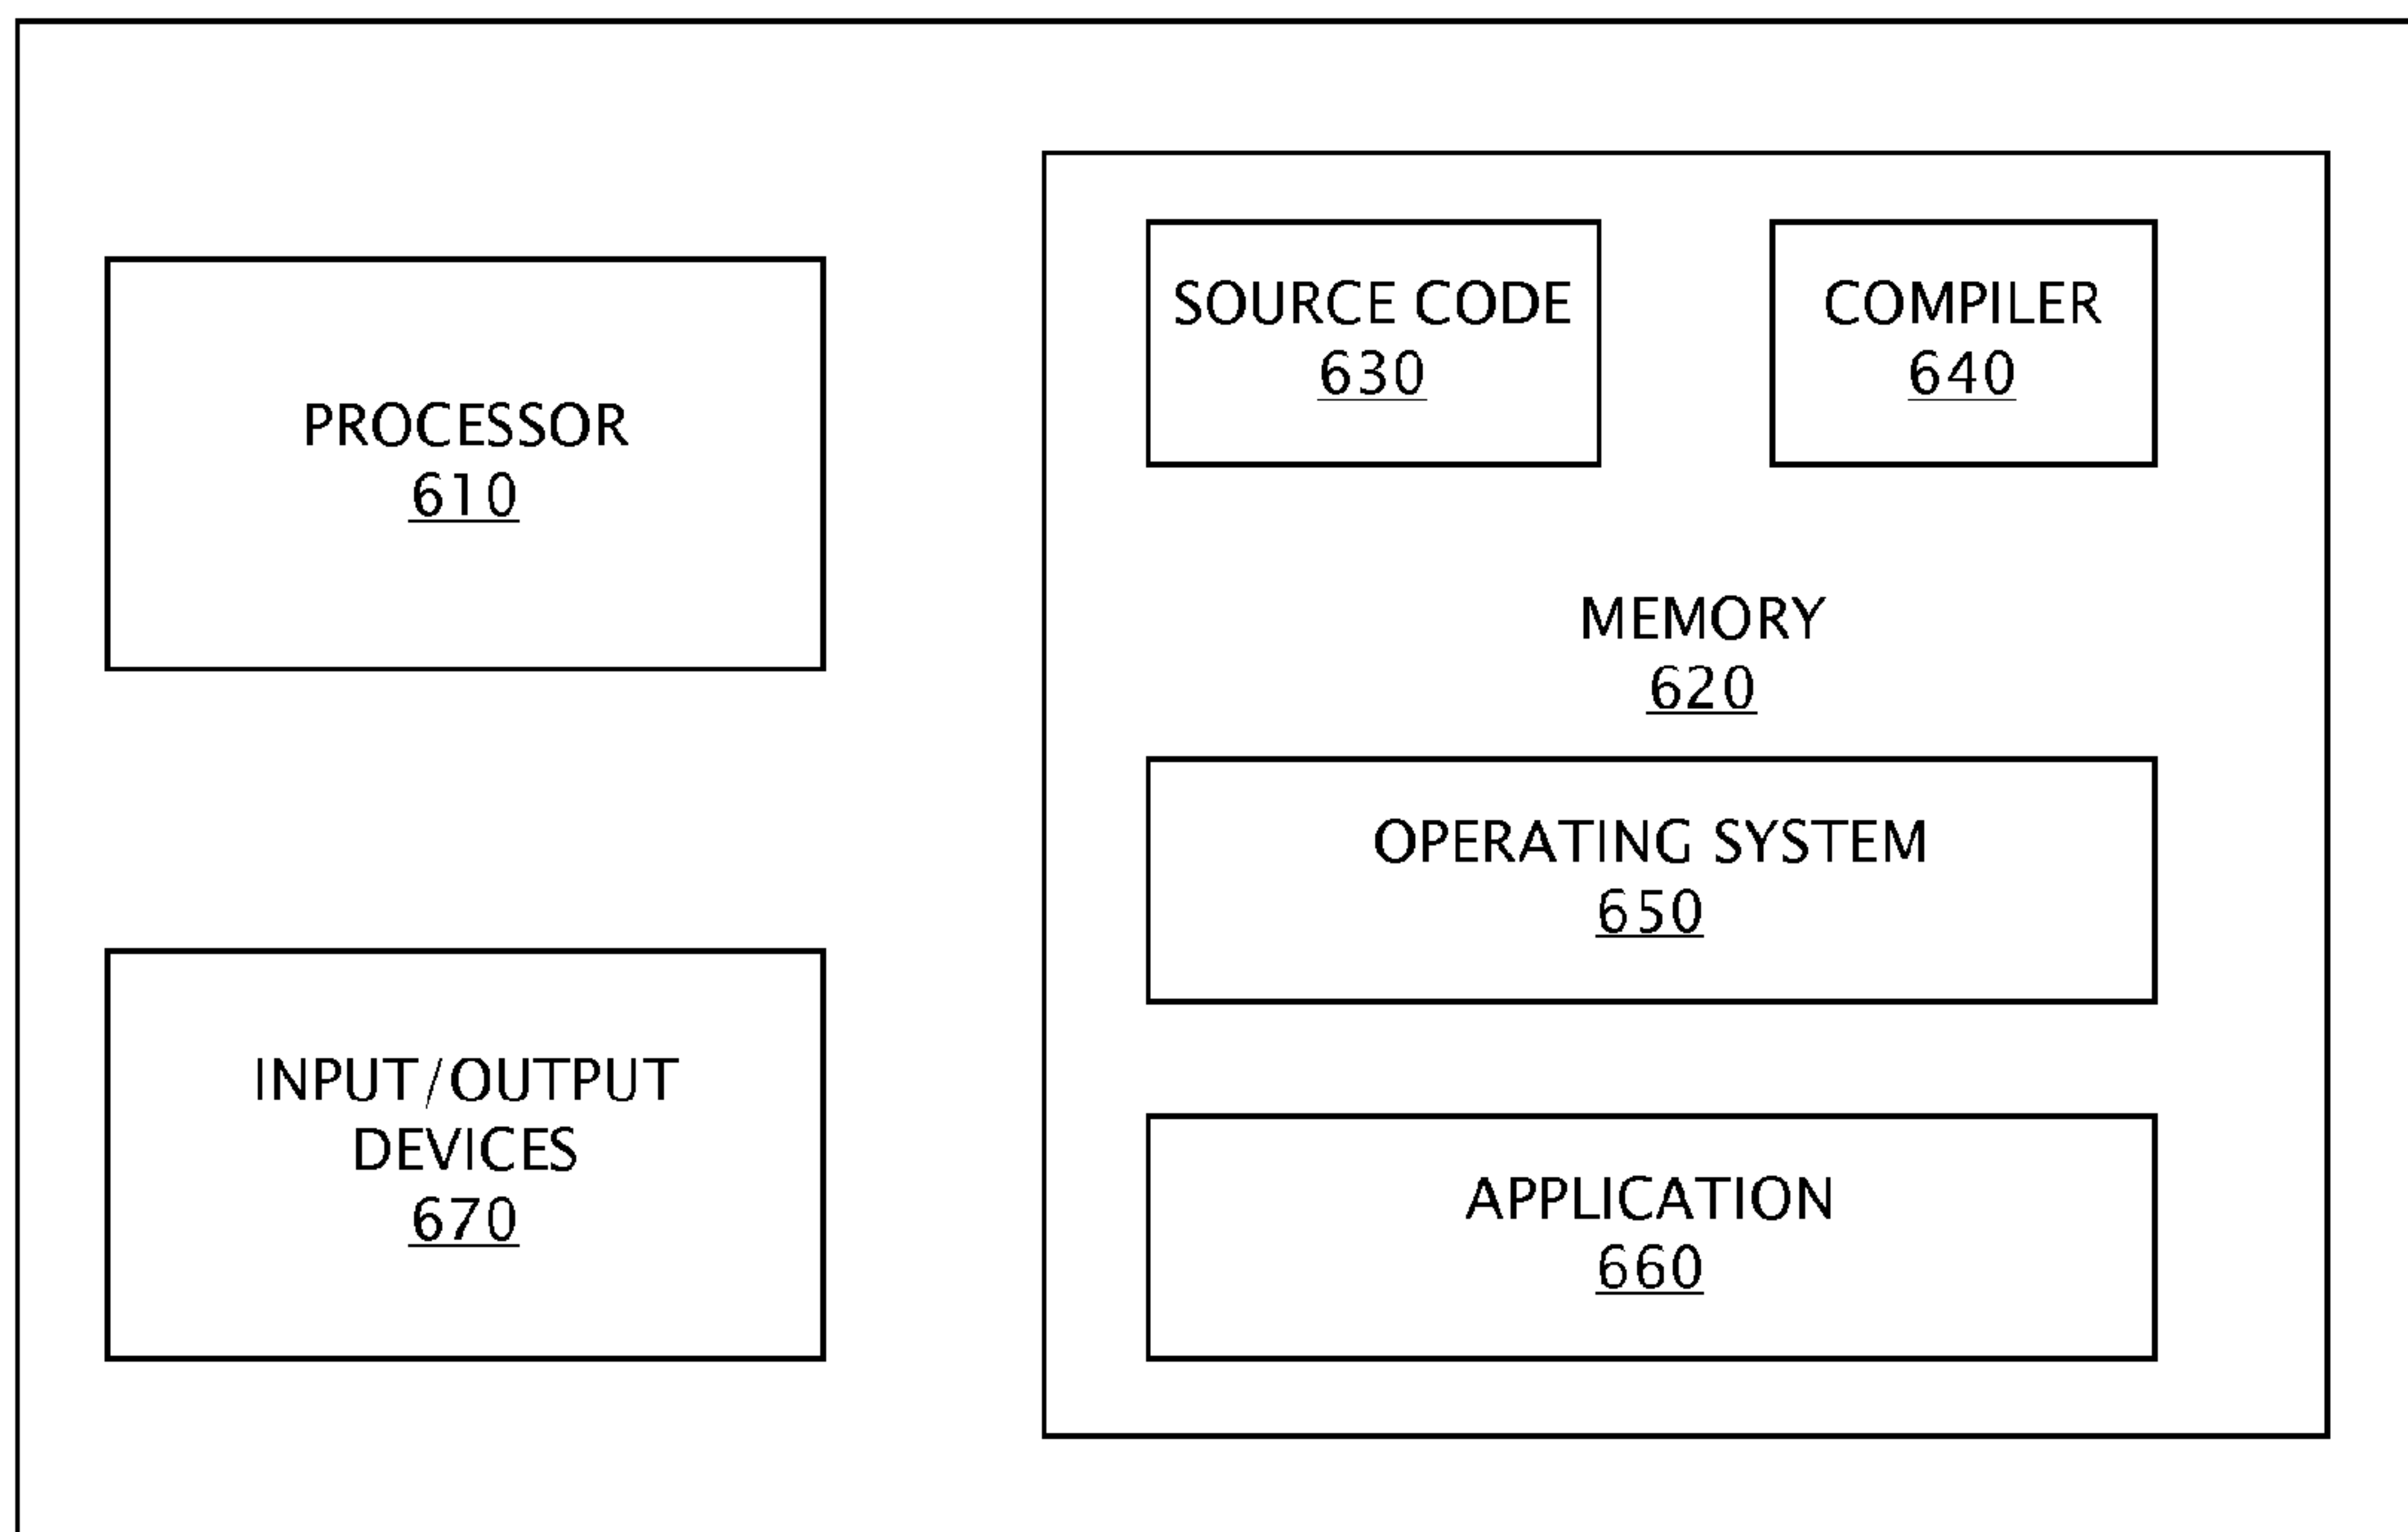 PROCESSOR
610
INPUT/OUTPUT
DEVICES
670
SOURCE CODE
630
COMPILER
640
MEMORY
620
OPERATING SYSTEM
650
APPLICATION
660